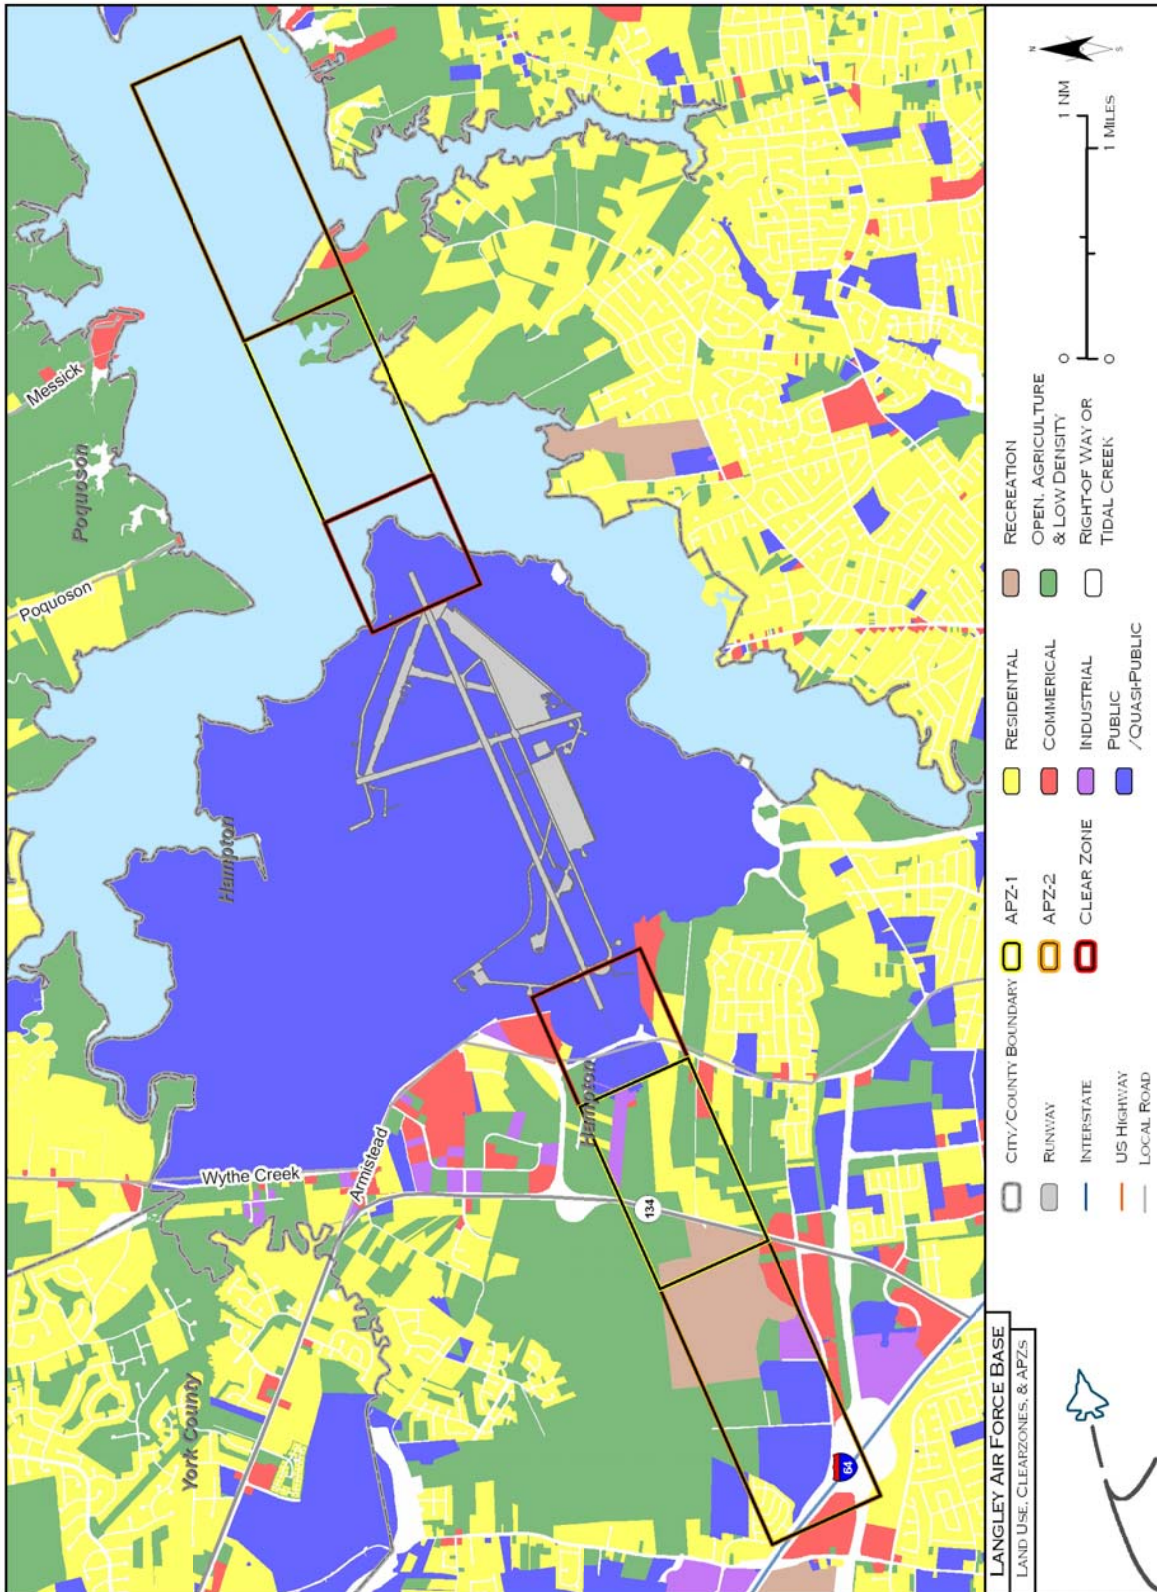 Messick
Poquoson
Poquoson
Hampton
Wythe Creek
Armistead
Hampton
134
York County
64
LANGLEY AIR FORCE BASE
LAND USE, CLEARZONES, & APZS
CITY/COUNTY BOUNDARY
RUNWAY
INTERSTATE
US HIGHWAY
LOCAL ROAD
APZ-1
APZ-2
CLEAR ZONE
RESIDENTAL
COMMERICAL
INDUSTRIAL
PUBLIC
/QUASI-PUBLIC
RECREATION
OPEN, AGRICULTURE
& LOW DENSITY
RIGHT-OF WAY OR
TIDAL CREEK
0 1 NM
0 1 MILES
N
S